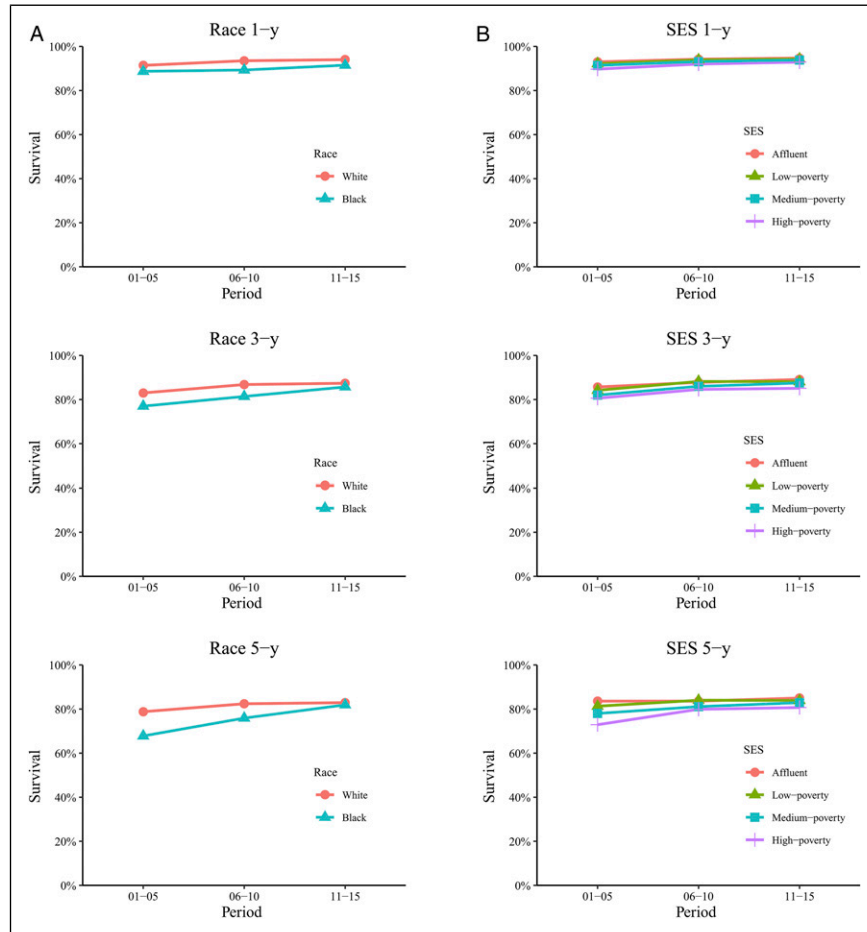 A
Race 1−y
100%
80%
60%
40%
20%
0%
Survival
Race
White
Black
01−05
06−10
11−15
Period
B
SES 1−y
100%
80%
60%
40%
20%
0%
Survival
SES
Affluent
Low−poverty
Medium−poverty
High−poverty
01−05
06−10
11−15
Period
Race 3−y
100%
80%
60%
40%
20%
0%
Survival
Race
White
Black
01−05
06−10
11−15
Period
SES 3−y
100%
80%
60%
40%
20%
0%
Survival
SES
Affluent
Low−poverty
Medium−poverty
High−poverty
01−05
06−10
11−15
Period
Race 5−y
100%
80%
60%
40%
20%
0%
Survival
Race
White
Black
01−05
06−10
11−15
Period
SES 5−y
100%
80%
60%
40%
20%
0%
Survival
SES
Affluent
Low−poverty
Medium−poverty
High−poverty
01−05
06−10
11−15
Period